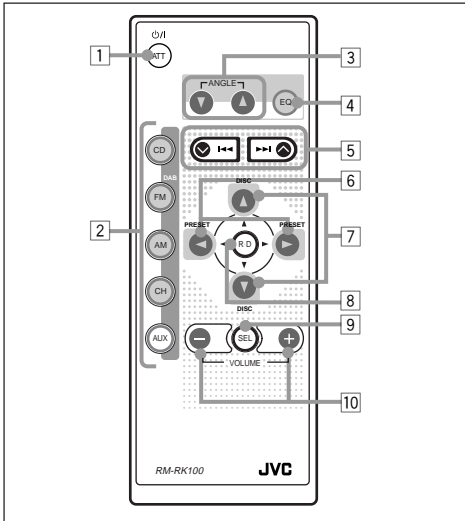 ⏻/I
1
ATT
ANGLE
3
EQ
4
CD
5
DISC
6
DAB
FM
2
PRESET
PRESET
7
R D
AM
CH
8
DISC
9
AUX
SEL
VOLUME
10
RM-RK100
JVC